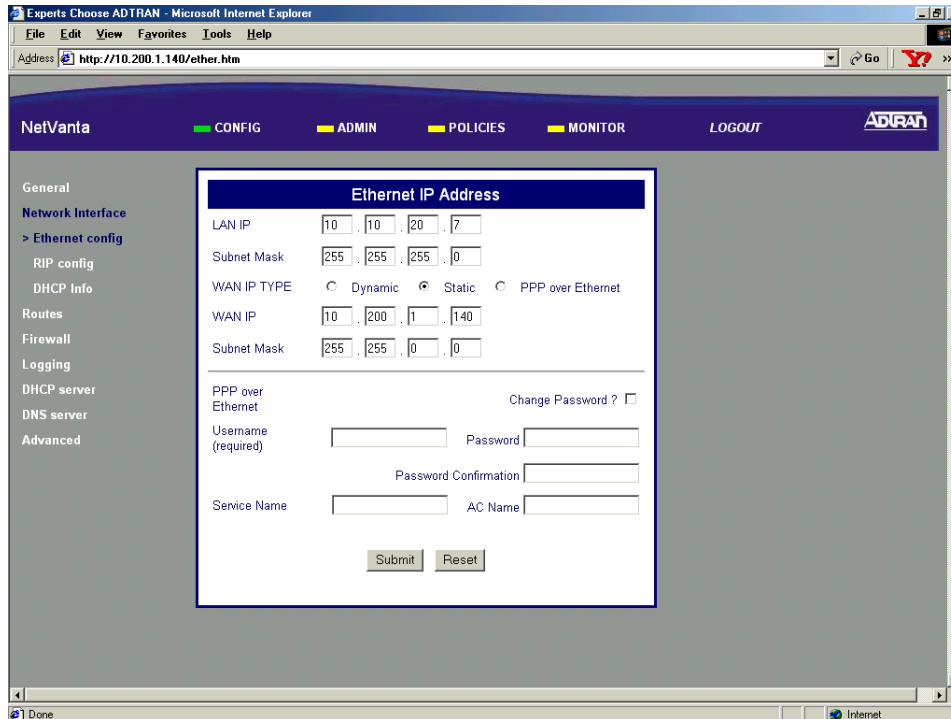 Experts Choose ADTRAN - Microsoft Internet Explorer
File Edit View Favorites Tools Help
Address http://10.200.1.140/ether.htm Go Y? »
NetVanta CONFIG ADMIN POLICIES MONITOR LOGOUT ADTRAN
General
Network Interface
> Ethernet config
RIP config
DHCP Info
Routes
Firewall
Logging
DHCP server
DNS server
Advanced
Ethernet IP Address
LAN IP 10 . 10 . 20 . 7
Subnet Mask 255 . 255 . 255 . 0
WAN IP TYPE Dynamic Static PPP over Ethernet
WAN IP 10 . 200 . 1 . 140
Subnet Mask 255 . 255 . 0 . 0
PPP over
Ethernet
Change Password ?
Username
(required)
Password
Password Confirmation
Service Name AC Name
Submit Reset
Done Internet